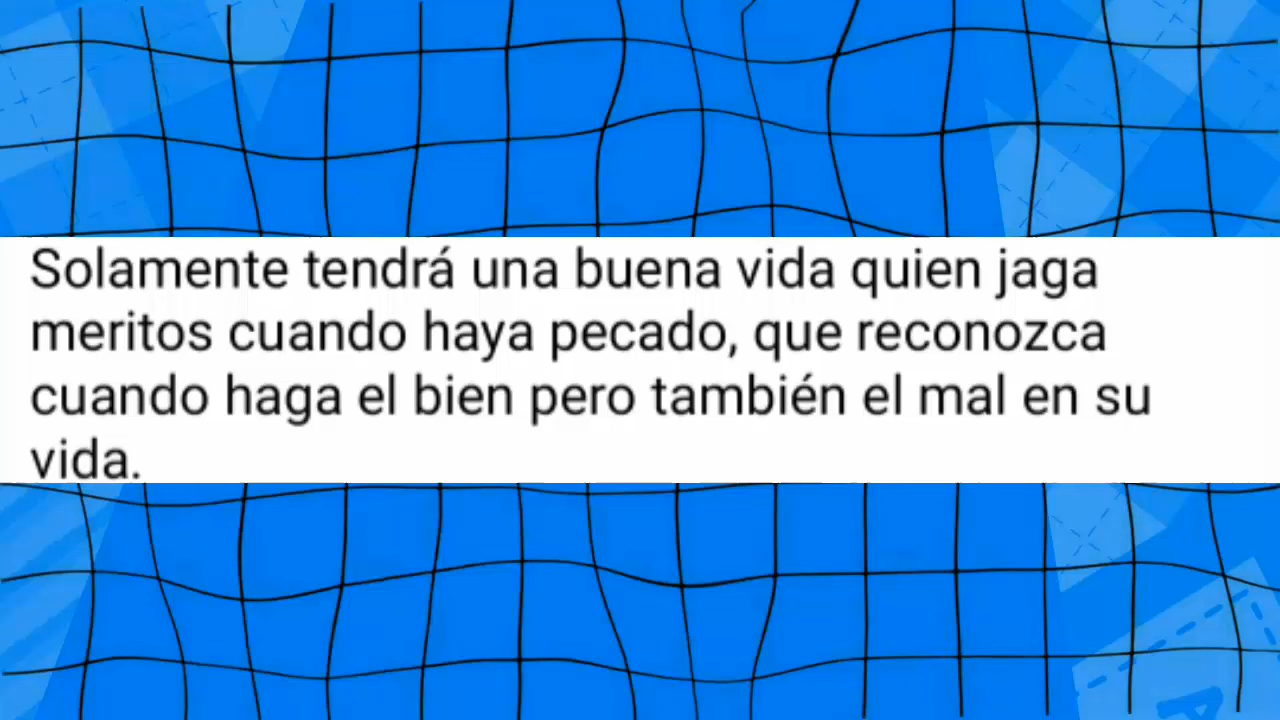 Solamente tendrá una buena vida quien jaga
meritos cuando haya pecado, que reconozca
cuando haga el bien pero también el mal en su
vida.